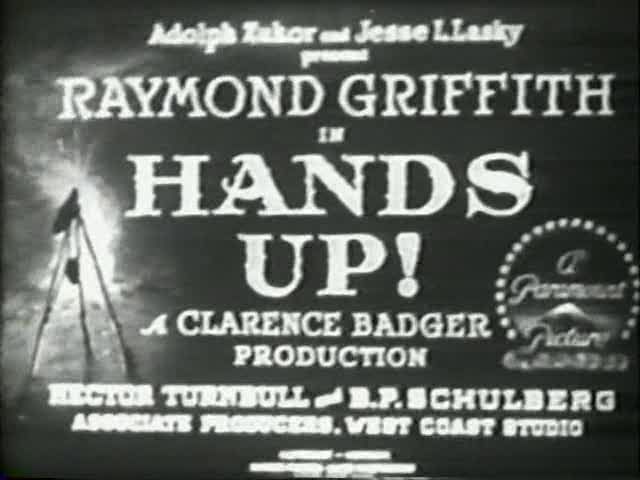 Adolph Zukor and Jesse L. Lasky
present
RAYMOND GRIFFITH
IN
HANDS
UP!
A CLARENCE BADGER
PRODUCTION
A
Paramount
Picture
HECTOR TURNBULL and B.P. SCHULBERG
ASSOCIATE PRODUCERS. WEST COAST STUDIO